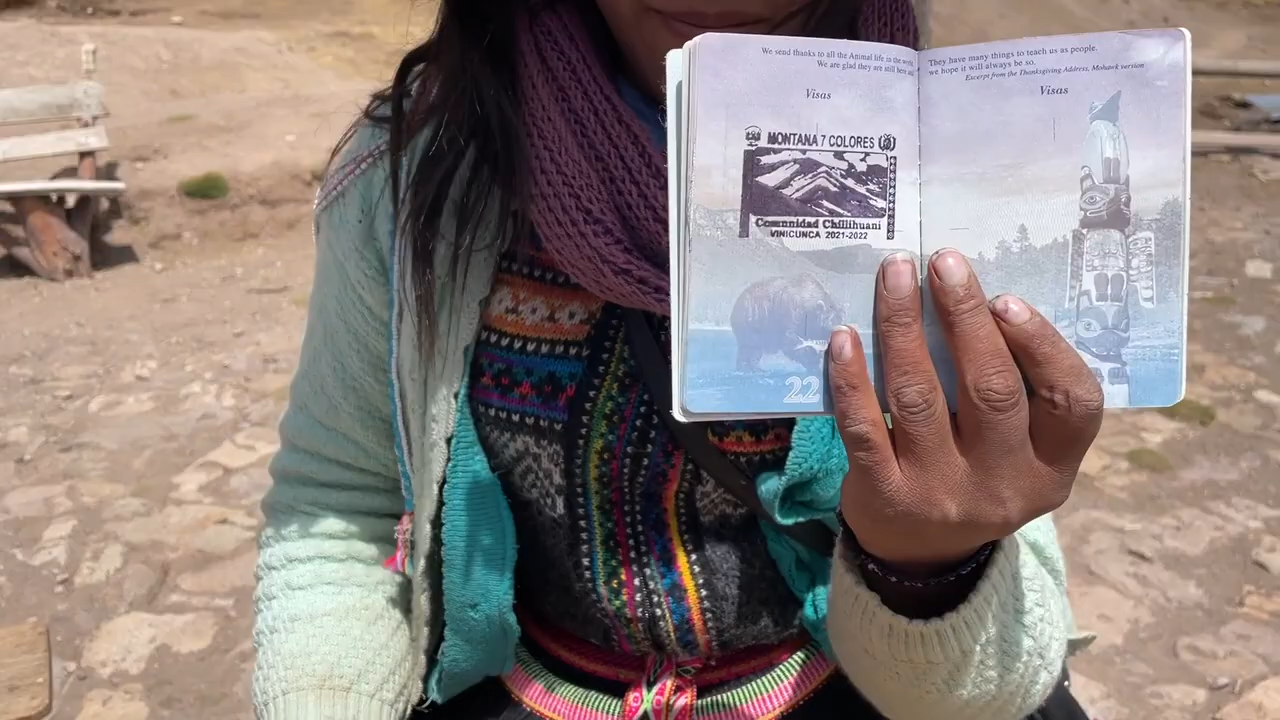 We send thanks to all the Animal life in the world.
We are glad they are still here and
Visas
MONTANA 7 COLORES
Comunidad Chillihuani
VINICUNCA 2021-2022
22
They have many things to teach us as people.
we hope it will always be so.
Excerpt from the Thanksgiving Address, Mohawk version
Visas